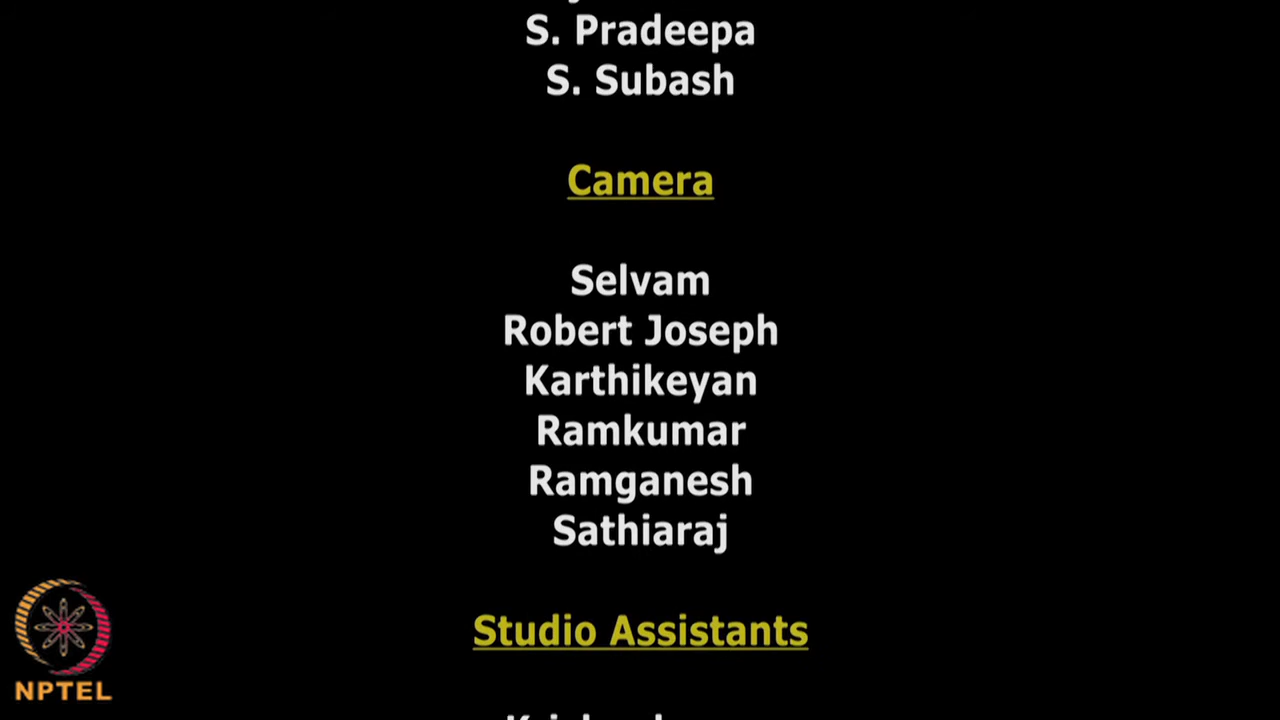 S. Pradeepa
S. Subash
Camera
Selvam
Robert Joseph
Karthikeyan
Ramkumar
Ramganesh
Sathiaraj
Studio Assistants
NPTEL